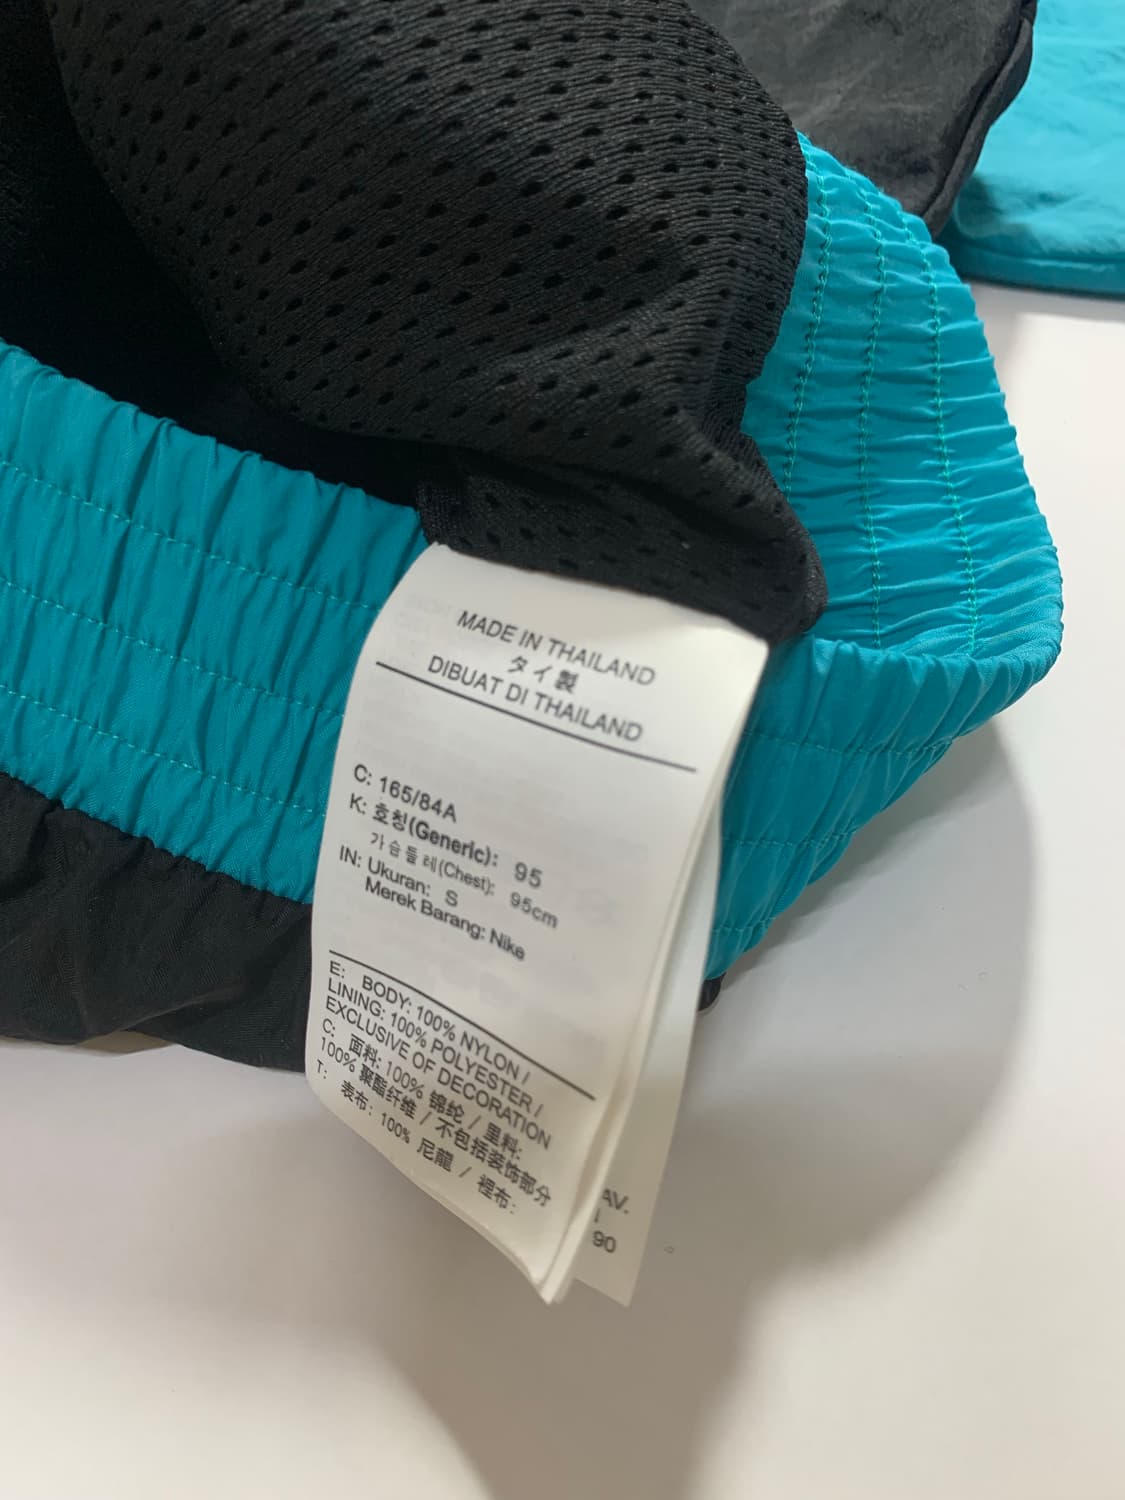 MADE IN THAILAND
タイ製
DIBUAT DI THAILAND
C: 165/84A
K: 호칭(Generic): 95
가슴둘레(Chest): 95cm
IN: Ukuran: S
Merek Barang: Nike
E: BODY: 100% NYLON /
LINING: 100% POLYESTER /
EXCLUSIVE OF DECORATION
C: 面料: 100% 锦纶 / 里料:
100% 聚酯纤维 / 不包括装饰部分
T: 表布: 100% 尼龍 / 裡布:
AV.
90